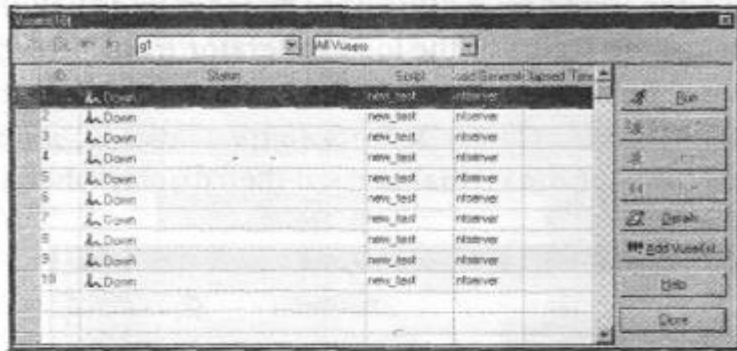 Vusers(10)
g1 All Vusers
ID Status Script Load Generator Elapsed Time
1 Down new_test ntserver
2 Down new_test ntserver
3 Down new_test ntserver
4 Down new_test ntserver
5 Down new_test ntserver
6 Down new_test ntserver
7 Down new_test ntserver
8 Down new_test ntserver
9 Down new_test ntserver
10 Down new_test ntserver
Run
Details
Add Vuser(s)
Help
Close